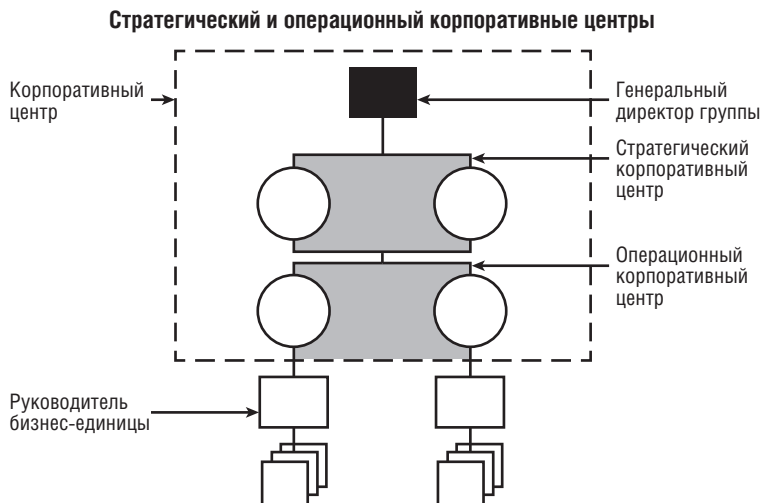 Стратегический и операционный корпоративные центры
Корпоративный
центр
Генеральный
директор группы
Стратегический
корпоративный
центр
Операционный
корпоративный
центр
Руководитель
бизнес-единицы